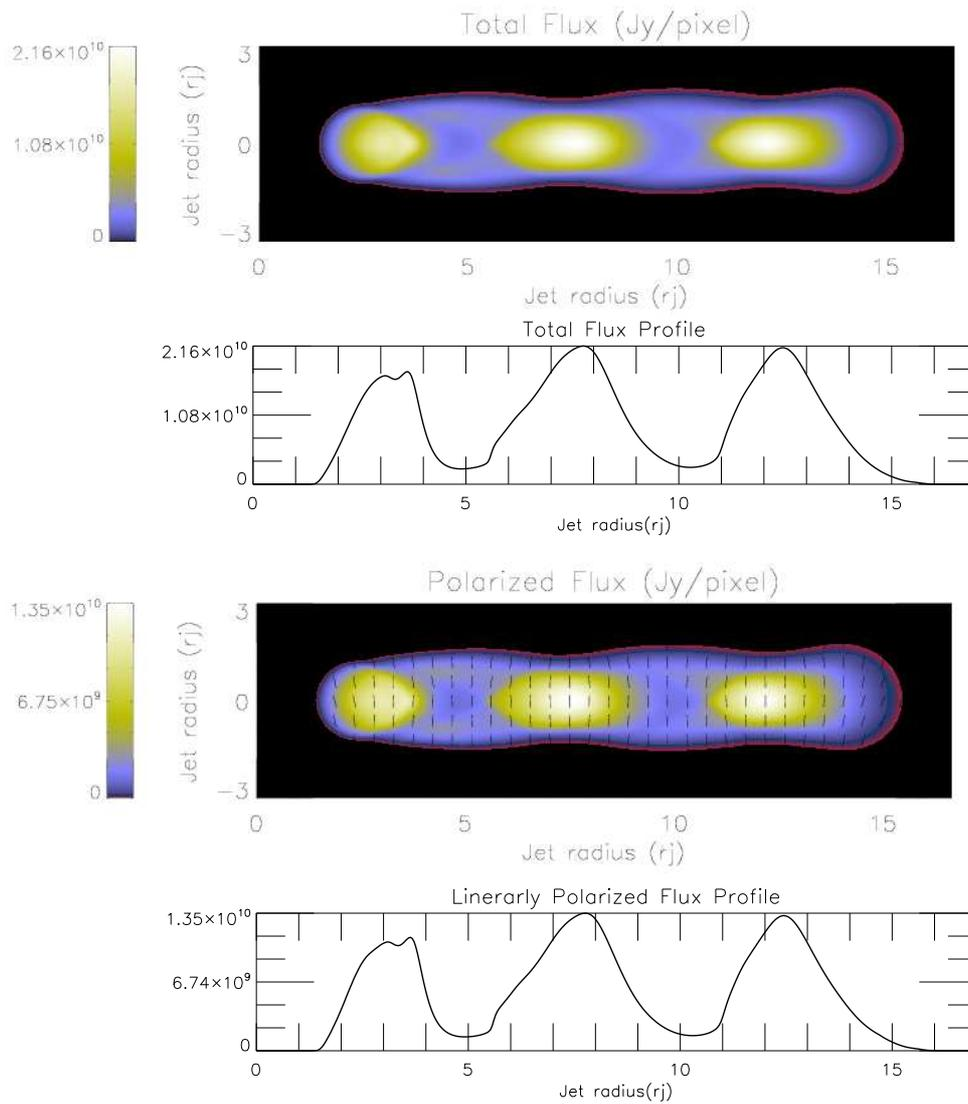 Total Flux (Jy/pixel)
2.16×10¹⁰
1.08×10¹⁰
0
Jet radius (rj)
3
0
−3
0 5 10 15
Jet radius (rj)
Total Flux Profile
2.16×10¹⁰
1.08×10¹⁰
0
0 5 10 15
Jet radius(rj)
Polarized Flux (Jy/pixel)
1.35×10¹⁰
6.75×10⁹
0
Jet radius (rj)
3
0
−3
0 5 10 15
Jet radius (rj)
Linerarly Polarized Flux Profile
1.35×10¹⁰
6.74×10⁹
0
0 5 10 15
Jet radius(rj)